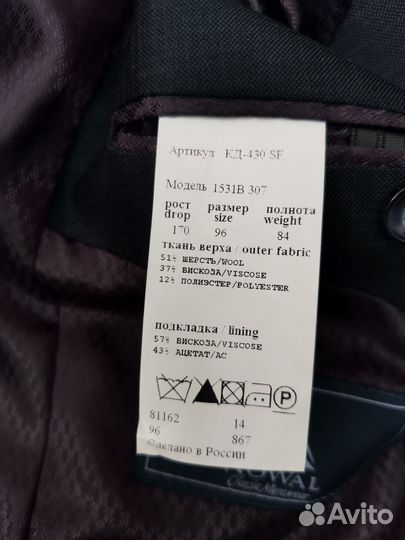 Артикул КД-430 SF
Модель 1531В 307
рост размер полнота
drop size weight
170 96 84
ткань верха / outer fabric
51% ШЕРСТЬ/WOOL
37% ВИСКОЗА/VISCOSE
12% ПОЛИЭСТЕР/POLYESTER
подкладка / lining
57% ВИСКОЗА/VISCOSE
43% АЦЕТАТ/AC
P
81162 14
96 867
Сделано в России
Classic Menswear
Avito